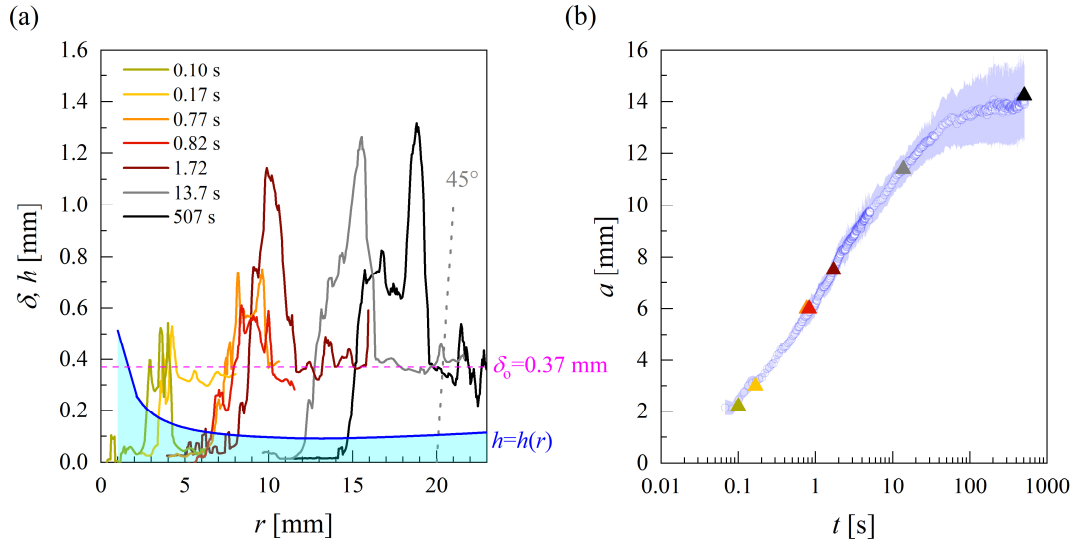 (a)
δ, h [mm]
1.6
1.4
1.2
1.0
0.8
0.6
0.4
0.2
0.0
0.10 s
0.17 s
0.77 s
0.82 s
1.72
13.7 s
507 s
45°
δo=0.37 mm
h=h(r)
0 5 10 15 20
r [mm]
(b)
a [mm]
16
14
12
10
8
6
4
2
0
0.01 0.1 1 10 100 1000
t [s]